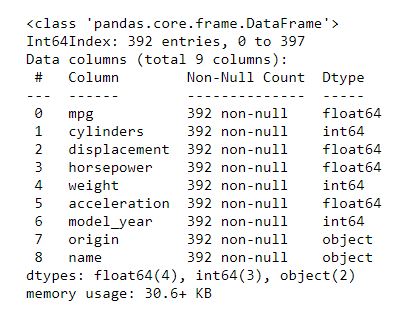 <class 'pandas.core.frame.DataFrame'>
Int64Index: 392 entries, 0 to 397
Data columns (total 9 columns):
 #   Column        Non-Null Count  Dtype
---  ------        --------------  -----
 0   mpg           392 non-null    float64
 1   cylinders     392 non-null    int64
 2   displacement  392 non-null    float64
 3   horsepower    392 non-null    float64
 4   weight        392 non-null    int64
 5   acceleration  392 non-null    float64
 6   model_year    392 non-null    int64
 7   origin        392 non-null    object
 8   name          392 non-null    object
dtypes: float64(4), int64(3), object(2)
memory usage: 30.6+ KB